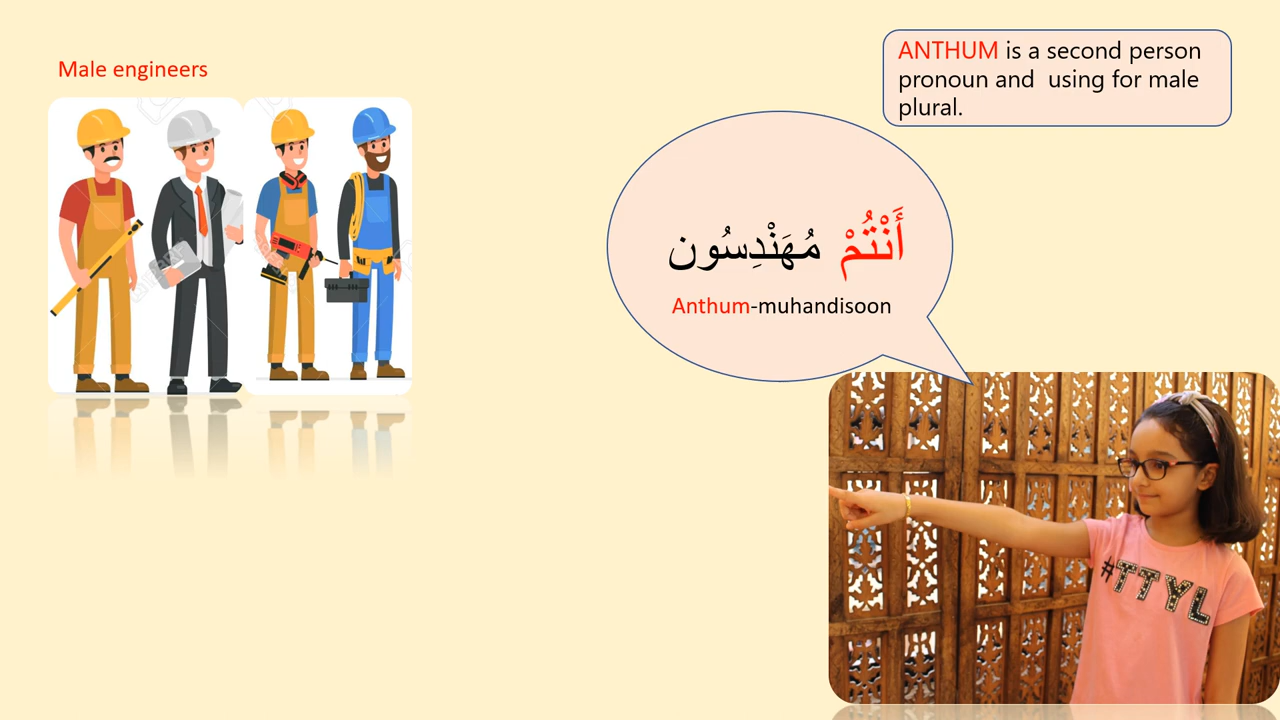 Male engineers
ANTHUM is a second person
pronoun and using for male
plural.
أَنْتُمْ مُهَنْدِسُون
Anthum-muhandisoon
#TTYL